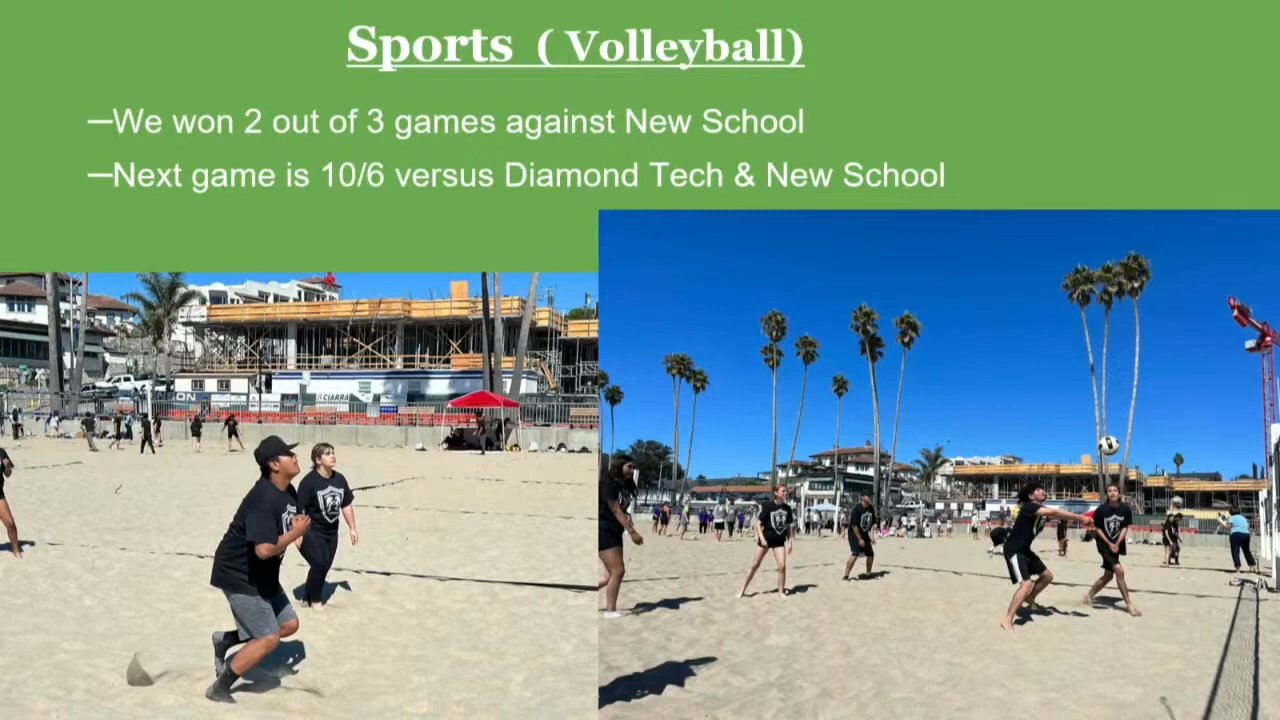 Sports ( Volleyball)
—We won 2 out of 3 games against New School
—Next game is 10/6 versus Diamond Tech & New School
CIARRA